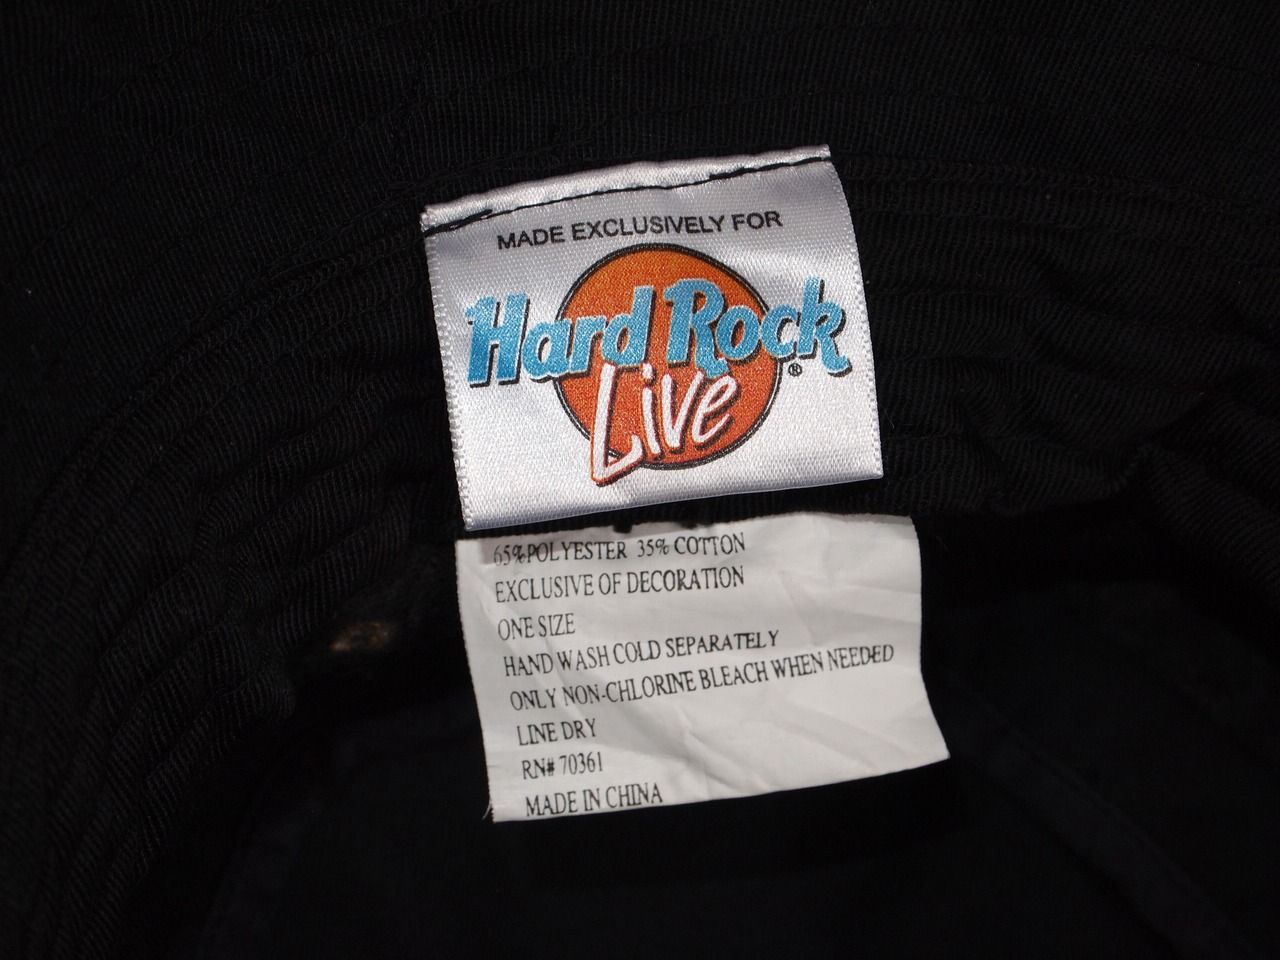 MADE EXCLUSIVELY FOR
Hard Rock
®
Live
65%POLYESTER 35% COTTON
EXCLUSIVE OF DECORATION
ONE SIZE
HAND WASH COLD SEPARATELY
ONLY NON-CHLORINE BLEACH WHEN NEEDED
LINE DRY
RN# 70361
MADE IN CHINA